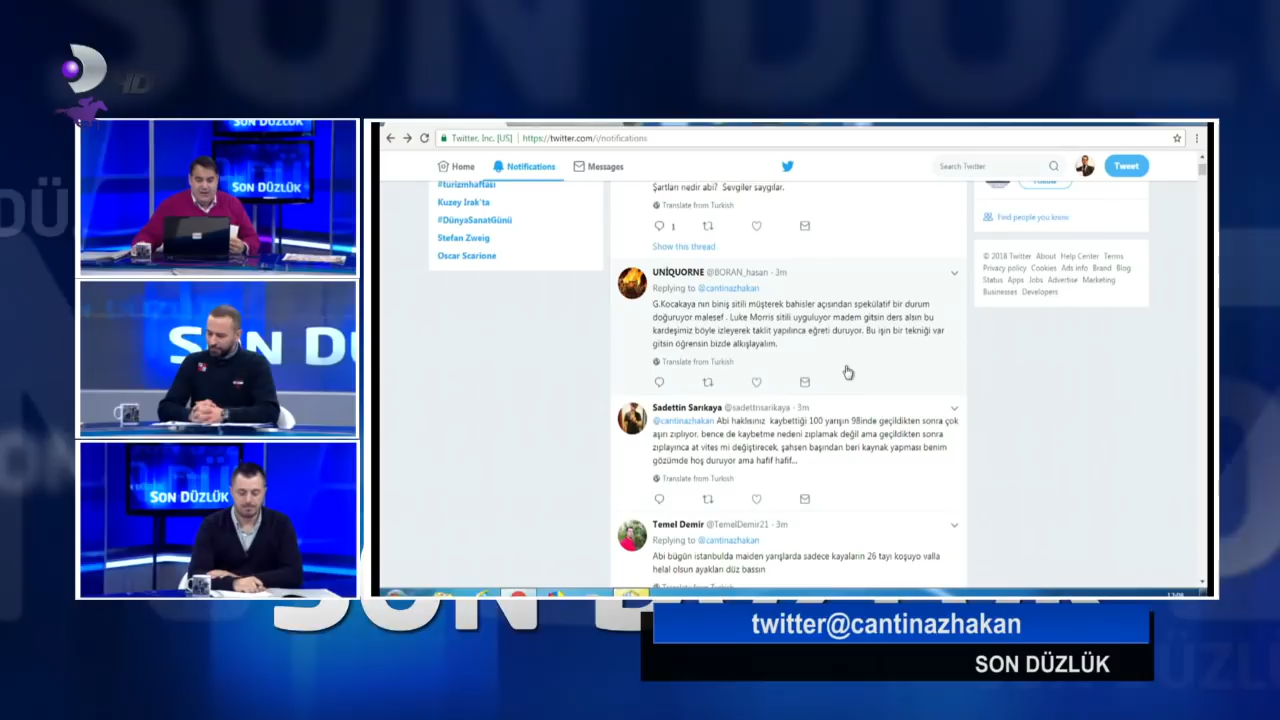 HD
SON DÜZLÜK
SON DÜZLÜK
SON D
SON DÜZLÜK
Twitter, Inc. [US]
https://twitter.com/i/notifications
Home
Notifications
Messages
Search Twitter
Tweet
#turizmhaftası
Kuzey Irak'ta
#DünyaSanatGünü
Stefan Zweig
Oscar Scarione
Şartları nedir abi? Sevgiler saygılar.
Translate from Turkish
1
Show this thread
UNİQUORNE @BORAN_hasan · 3m
Replying to @cantinazhakan
G.Kocakaya nın biniş sitili müşterek bahisler açısından spekülatif bir durum
doğuruyor malesef . Luke Morris sitili uyguluyor madem gitsin ders alsın bu
kardeşimiz böyle izleyerek taklit yapılınca eğreti duruyor. Bu işin bir tekniği var
gitsin öğrensin bizde alkışlayalım.
Translate from Turkish
Sadettin Sarıkaya @sadettnsarikaya · 3m
@cantinazhakan Abi haklısınız kaybettiği 100 yarışın 98inde geçildikten sonra çok
aşırı zıplıyor, bence de kaybetme nedeni zıplamak değil ama geçildikten sonra
zıplayınca at vites mi değiştirecek, şahsen başından beri kaynak yapması benim
gözümde hoş duruyor ama hafif hafif...
Translate from Turkish
Temel Demir @TemelDemir21 · 3m
Replying to @cantinazhakan
Abi bügün istanbulda maiden yarışlarda sadece kayaların 26 tayı koşuyo valla
helal olsun ayakları düz bassın
Translate from Turkish
Follow
Find people you know
© 2018 Twitter About Help Center Terms
Privacy policy Cookies Ads info Brand Blog
Status Apps Jobs Advertise Marketing
Businesses Developers
twitter@cantinazhakan
SON DÜZLÜK